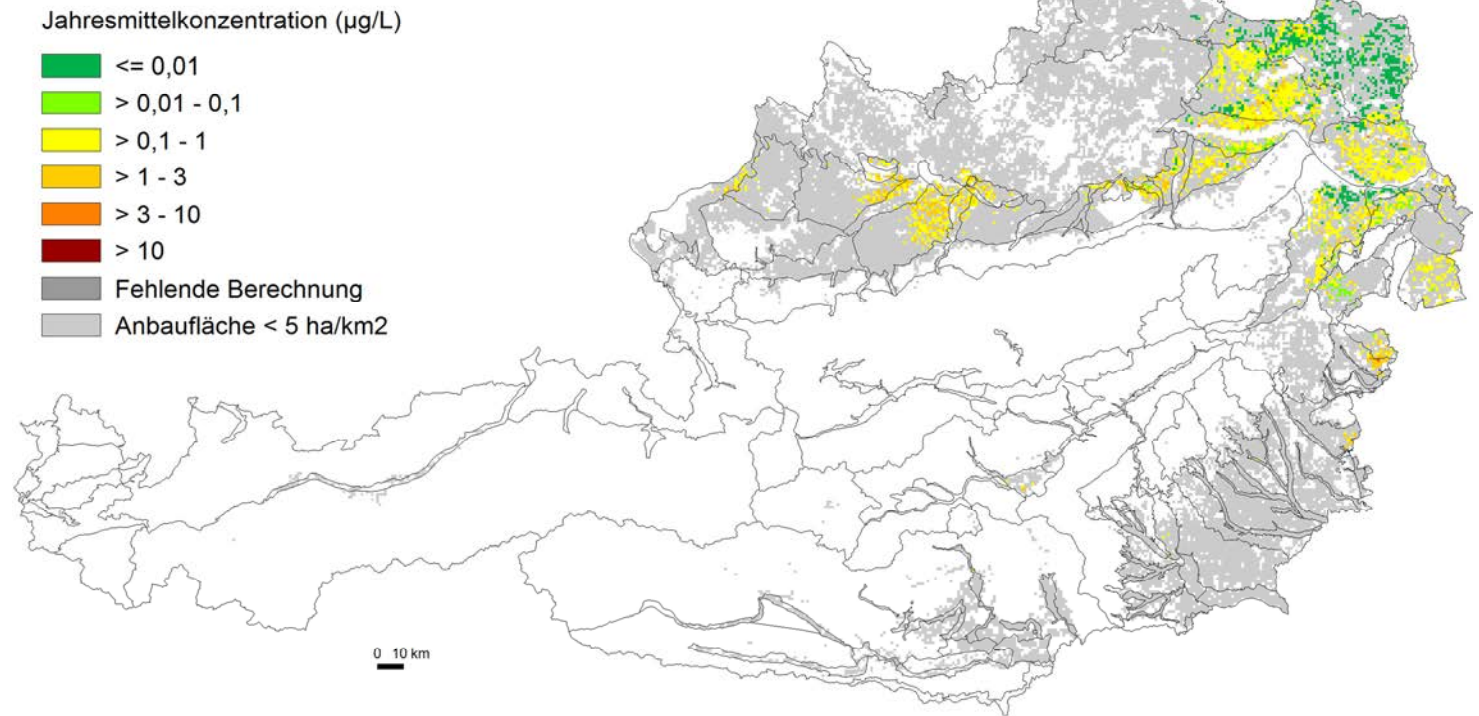 Jahresmittelkonzentration (µg/L)
<= 0,01
> 0,01 - 0,1
> 0,1 - 1
> 1 - 3
> 3 - 10
> 10
Fehlende Berechnung
Anbaufläche < 5 ha/km2
0 10 km